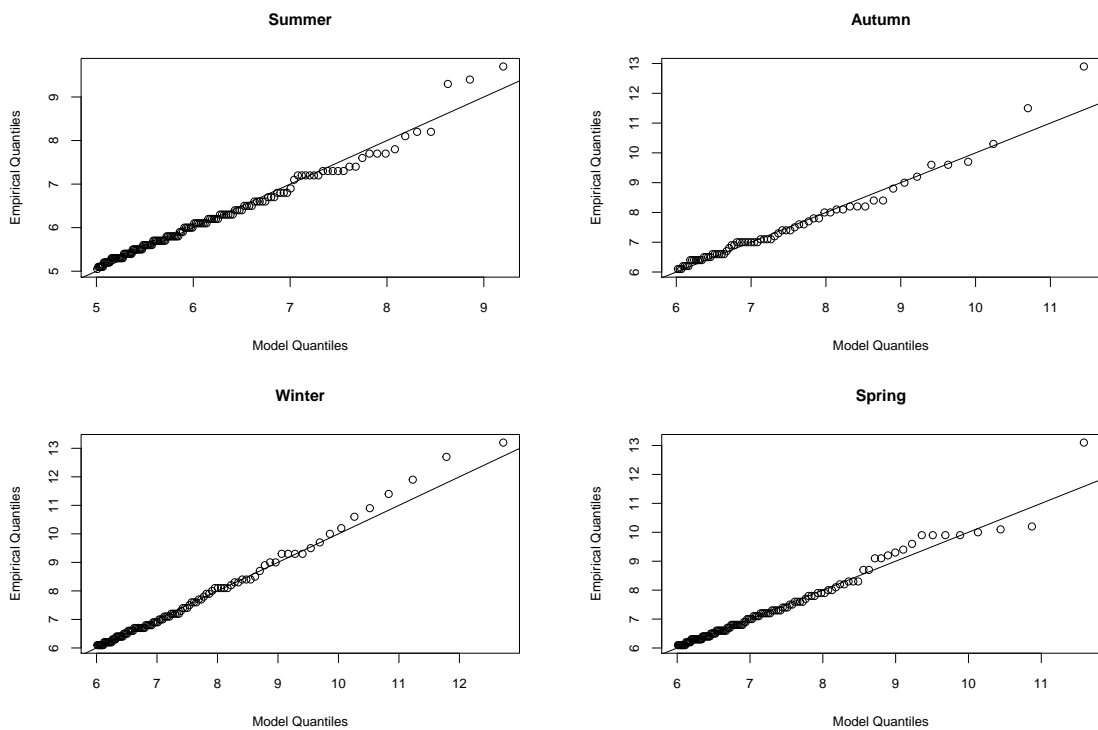 Summer
Empirical Quantiles
5 6 7 8 9
5 6 7 8 9
Model Quantiles
Autumn
Empirical Quantiles
6 7 8 9 10 11 12 13
6 7 8 9 10 11
Model Quantiles
Winter
Empirical Quantiles
6 7 8 9 10 11 12 13
6 7 8 9 10 11 12
Model Quantiles
Spring
Empirical Quantiles
6 7 8 9 10 11 12 13
6 7 8 9 10 11
Model Quantiles